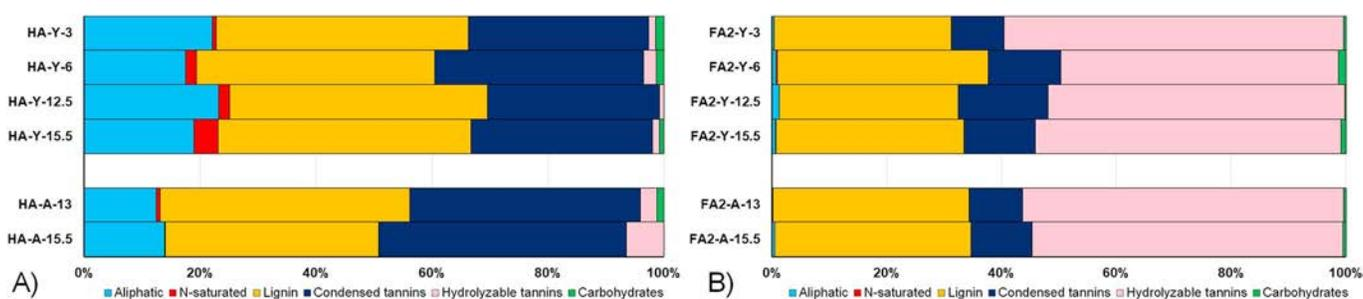 HA-Y-3
HA-Y-6
HA-Y-12.5
HA-Y-15.5
HA-A-13
HA-A-15.5
0% 20% 40% 60% 80% 100%
A) Aliphatic N-saturated Lignin Condensed tannins Hydrolyzable tannins Carbohydrates
FA2-Y-3
FA2-Y-6
FA2-Y-12.5
FA2-Y-15.5
FA2-A-13
FA2-A-15.5
0% 20% 40% 60% 80% 100%
B) Aliphatic N-saturated Lignin Condensed tannins Hydrolyzable tannins Carbohydrates